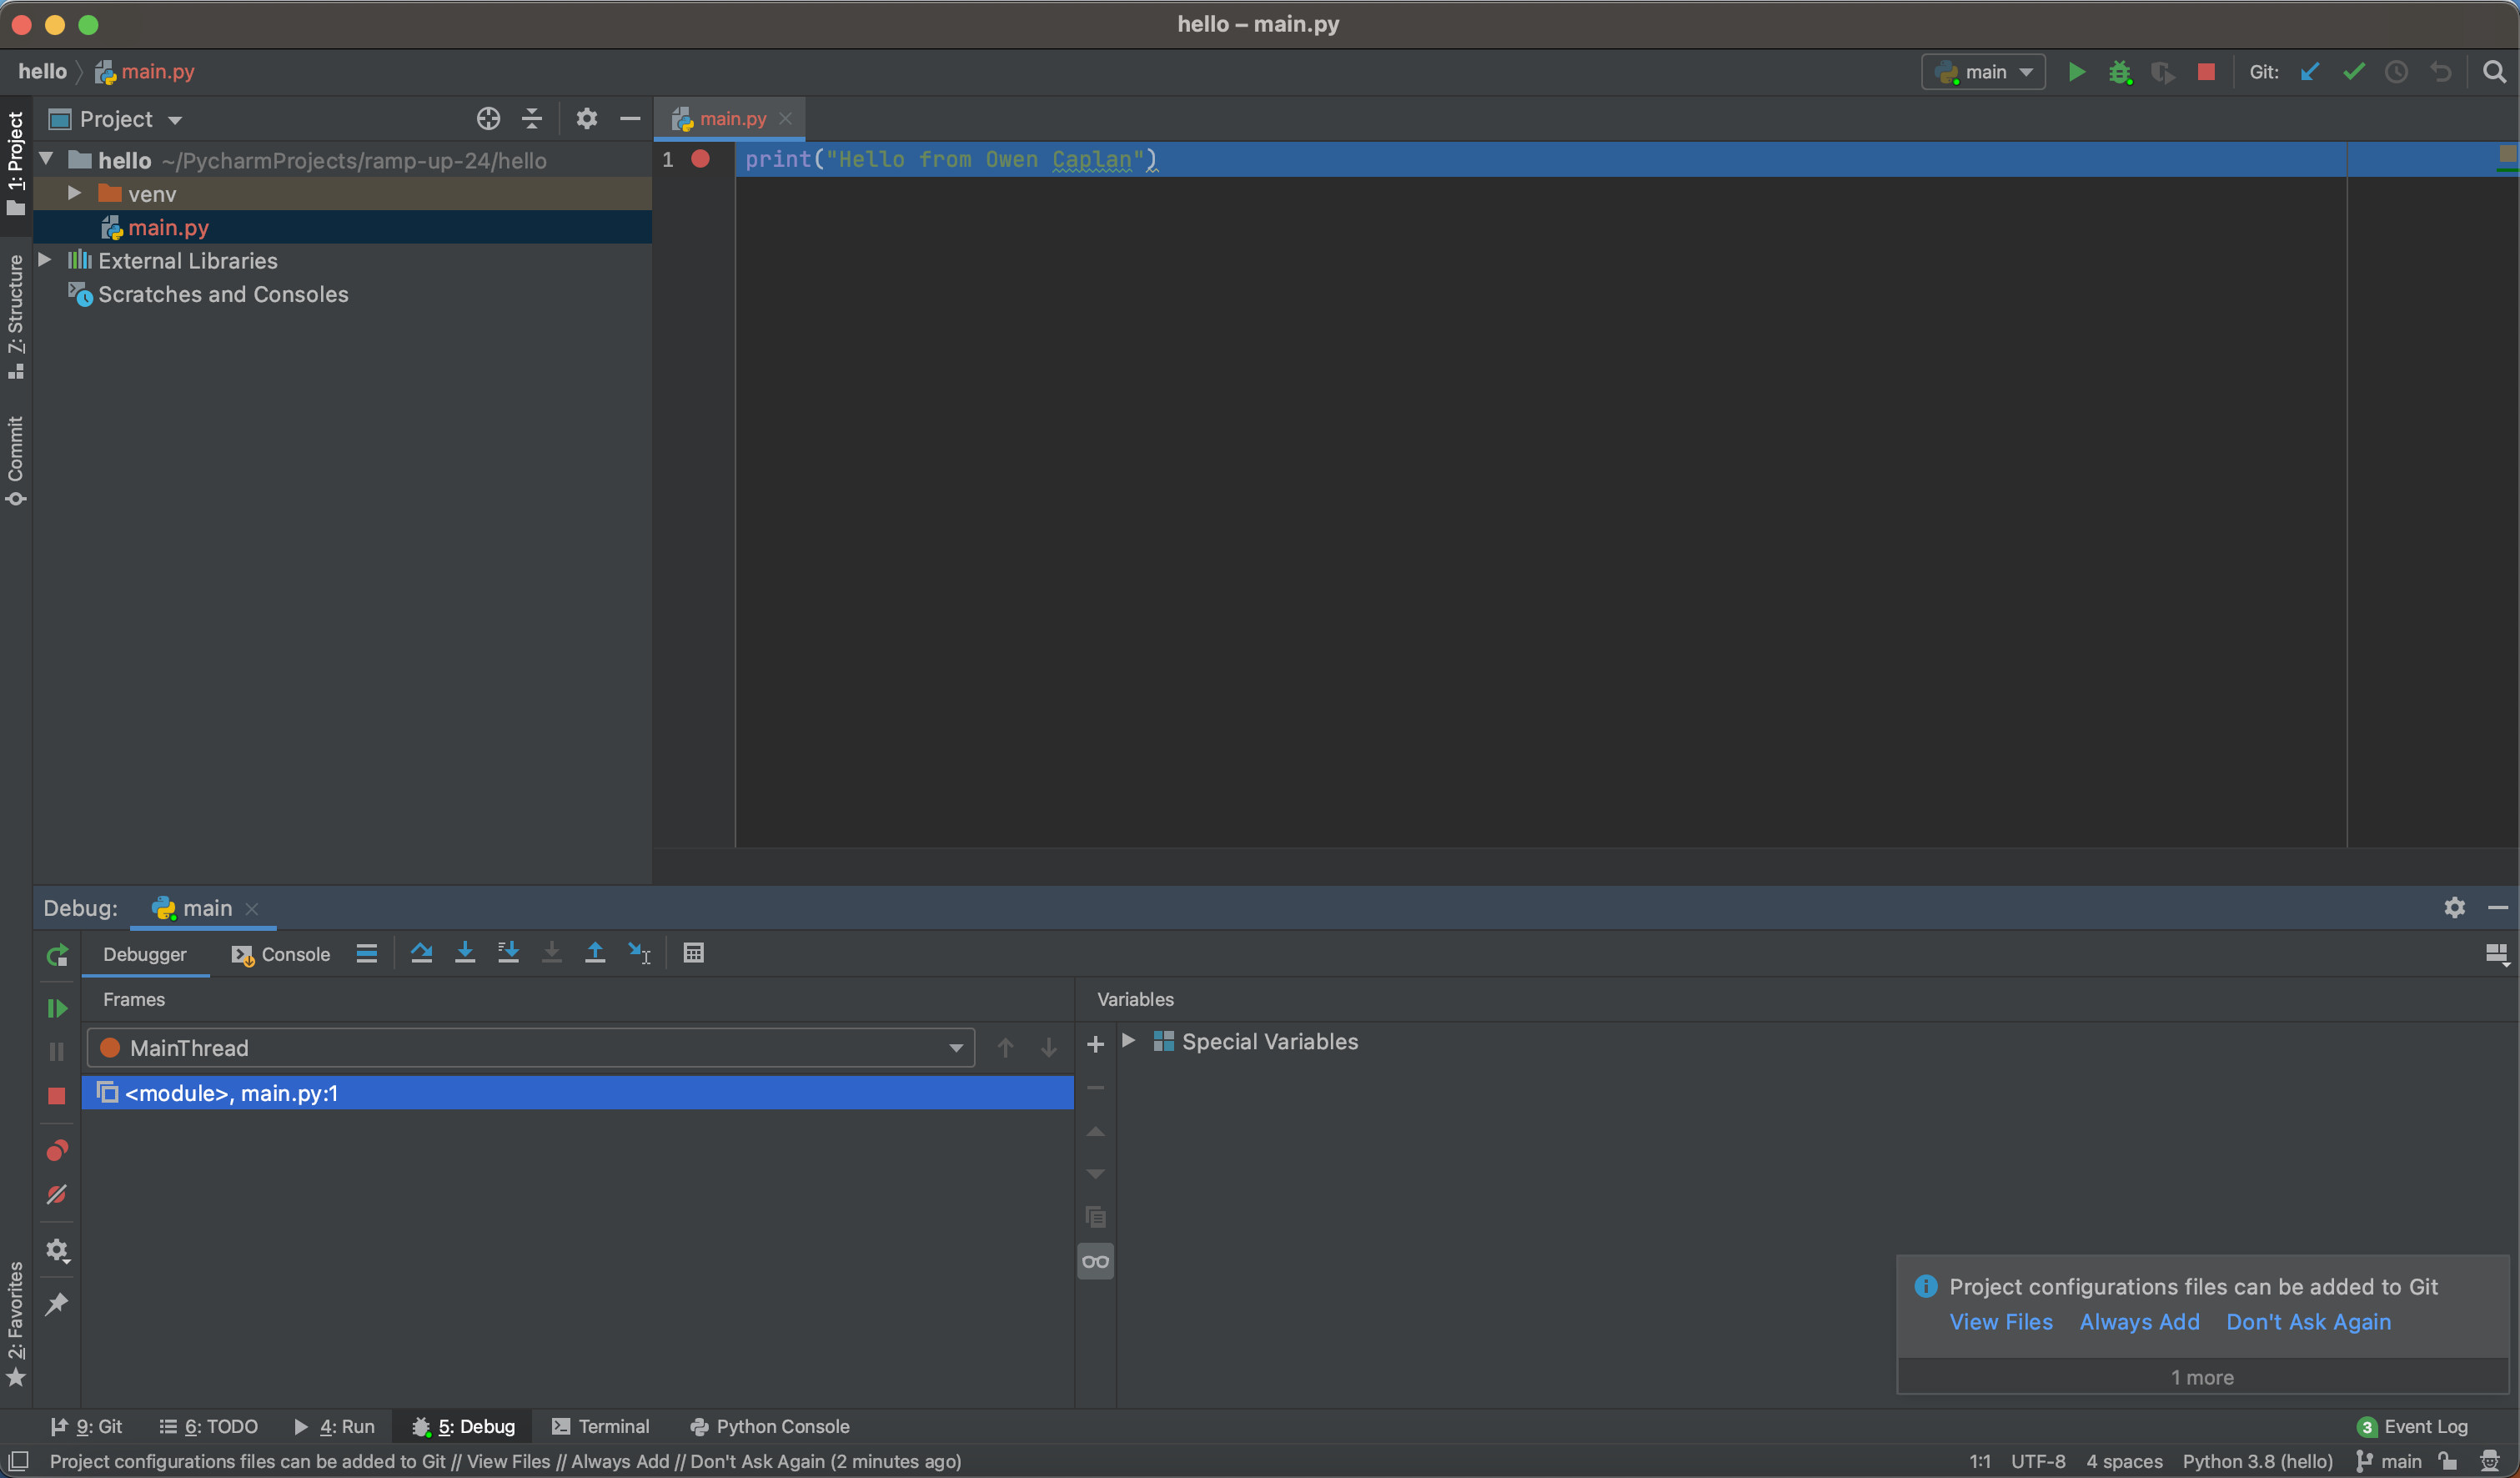 hello – main.py
hello main.py
main Git:
1: Project
Z: Structure
Commit
2: Favorites
Project
hello ~/PycharmProjects/ramp-up-24/hello
venv
main.py
External Libraries
Scratches and Consoles
main.py
1 print("Hello from Owen Caplan")
Debug: main
Debugger Console
Frames
MainThread
<module>, main.py:1
Variables
Special Variables
Project configurations files can be added to Git
View Files Always Add Don't Ask Again
1 more
9: Git 6: TODO 4: Run 5: Debug Terminal Python Console 3 Event Log
Project configurations files can be added to Git // View Files // Always Add // Don't Ask Again (2 minutes ago) 1:1 UTF-8 4 spaces Python 3.8 (hello) main